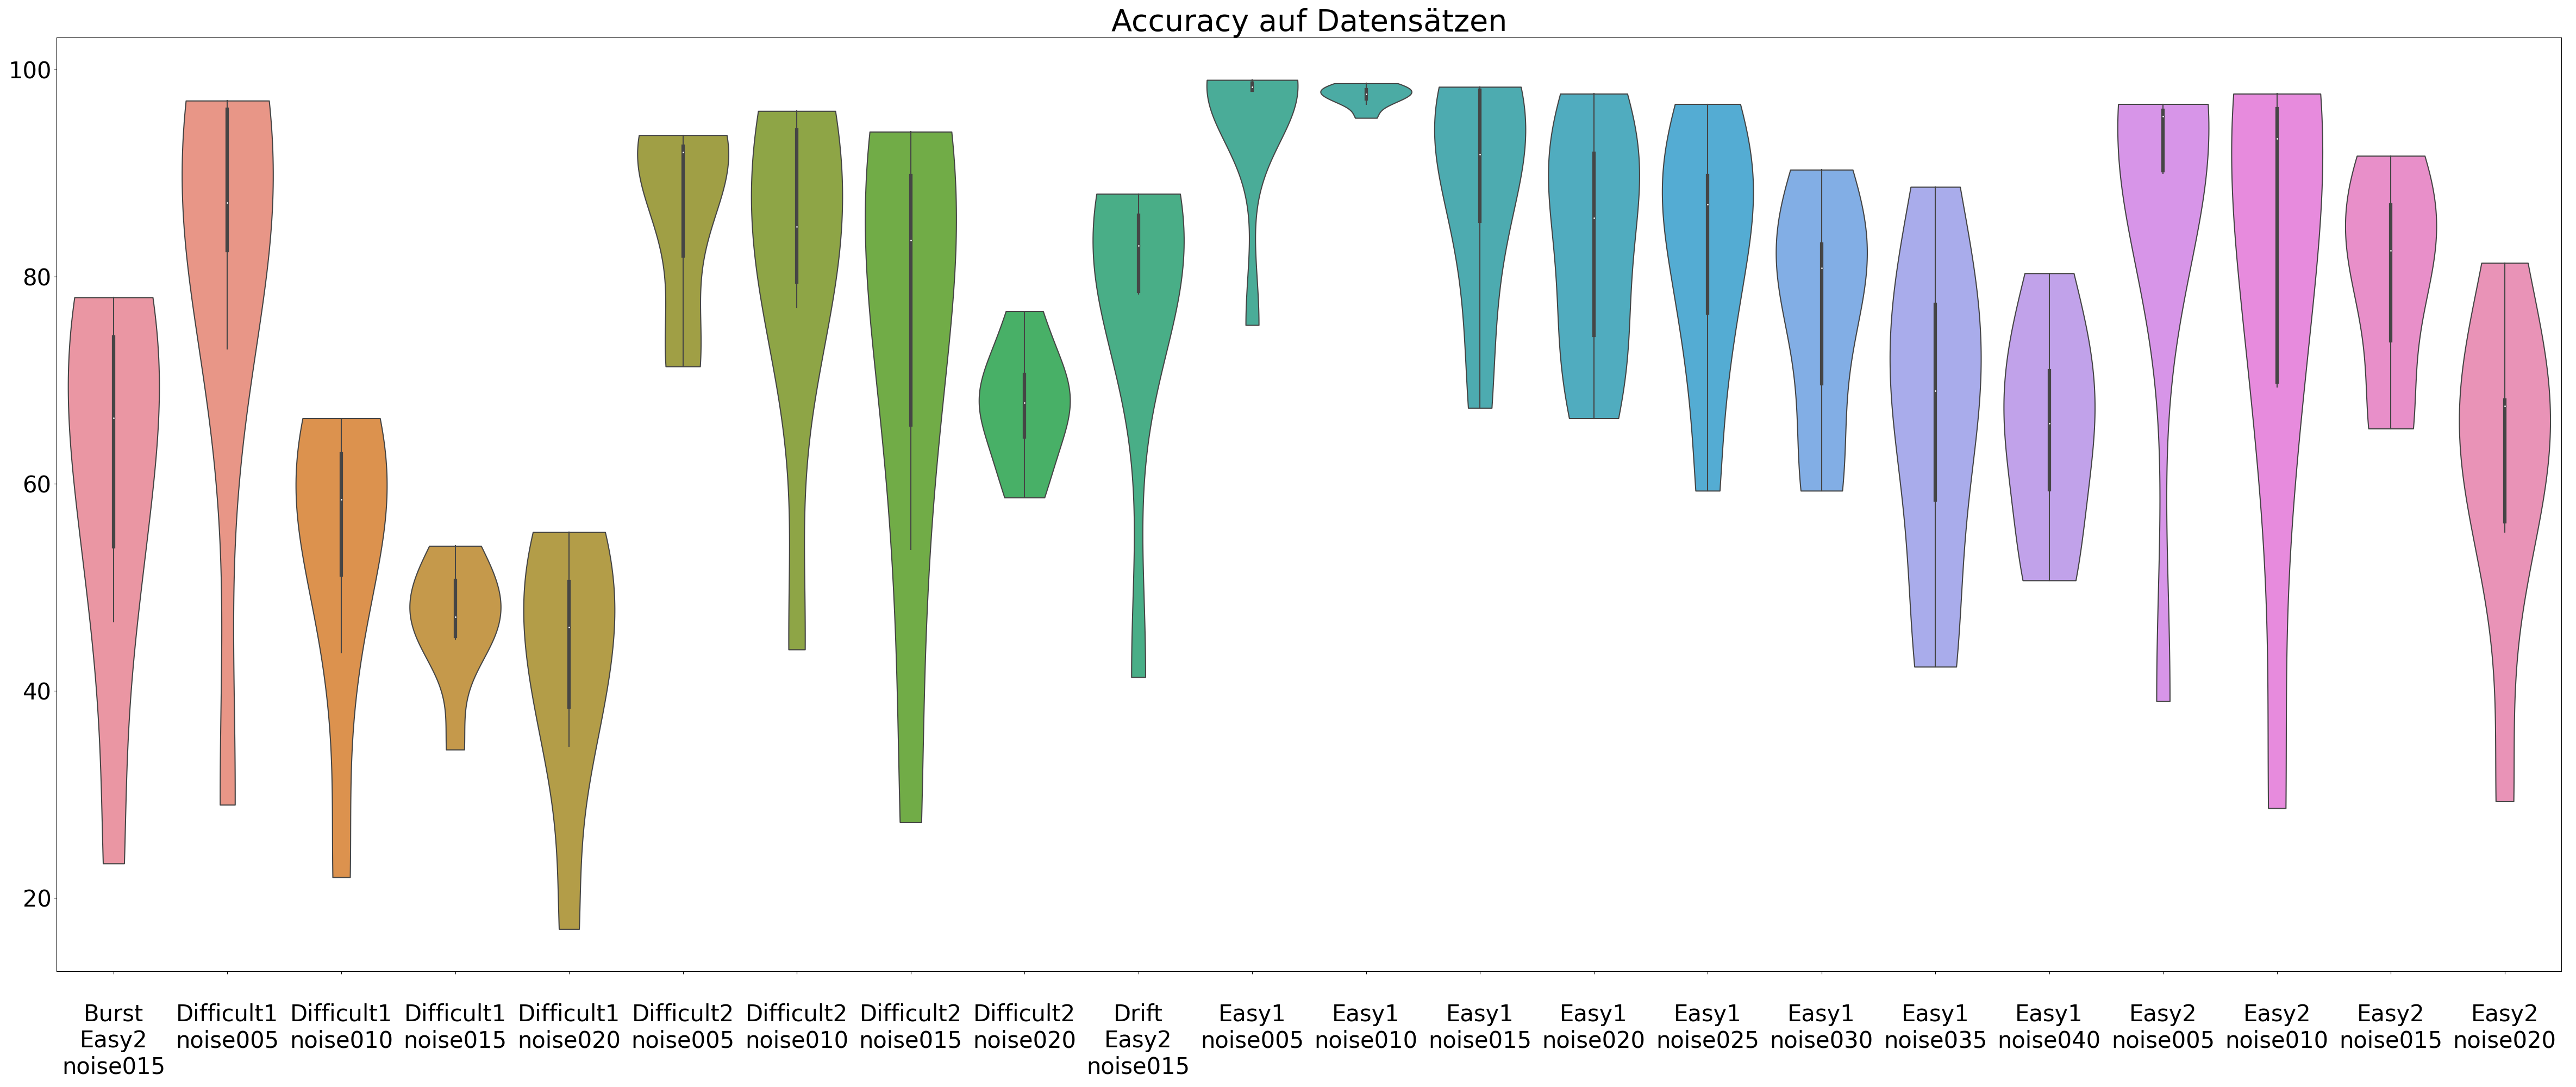 Accuracy auf Datensätzen
100
80
60
40
20
Burst
Easy2
noise015
Difficult1
noise005
Difficult1
noise010
Difficult1
noise015
Difficult1
noise020
Difficult2
noise005
Difficult2
noise010
Difficult2
noise015
Difficult2
noise020
Drift
Easy2
noise015
Easy1
noise005
Easy1
noise010
Easy1
noise015
Easy1
noise020
Easy1
noise025
Easy1
noise030
Easy1
noise035
Easy1
noise040
Easy2
noise005
Easy2
noise010
Easy2
noise015
Easy2
noise020